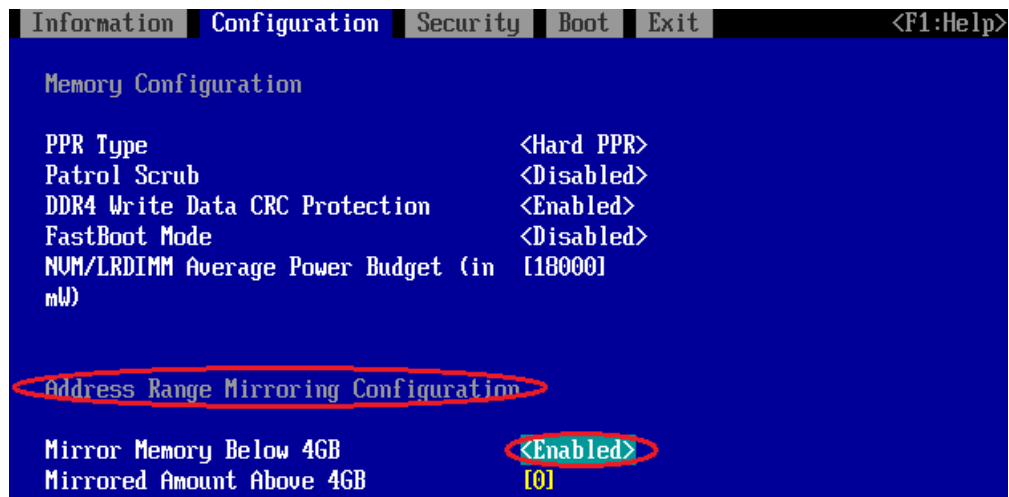 Information Configuration Security Boot Exit <F1:Help>
Memory Configuration
PPR Type <Hard PPR>
Patrol Scrub <Disabled>
DDR4 Write Data CRC Protection <Enabled>
FastBoot Mode <Disabled>
NVM/LRDIMM Average Power Budget (in [18000]
mW)
Address Range Mirroring Configuration
Mirror Memory Below 4GB <Enabled>
Mirrored Amount Above 4GB [0]